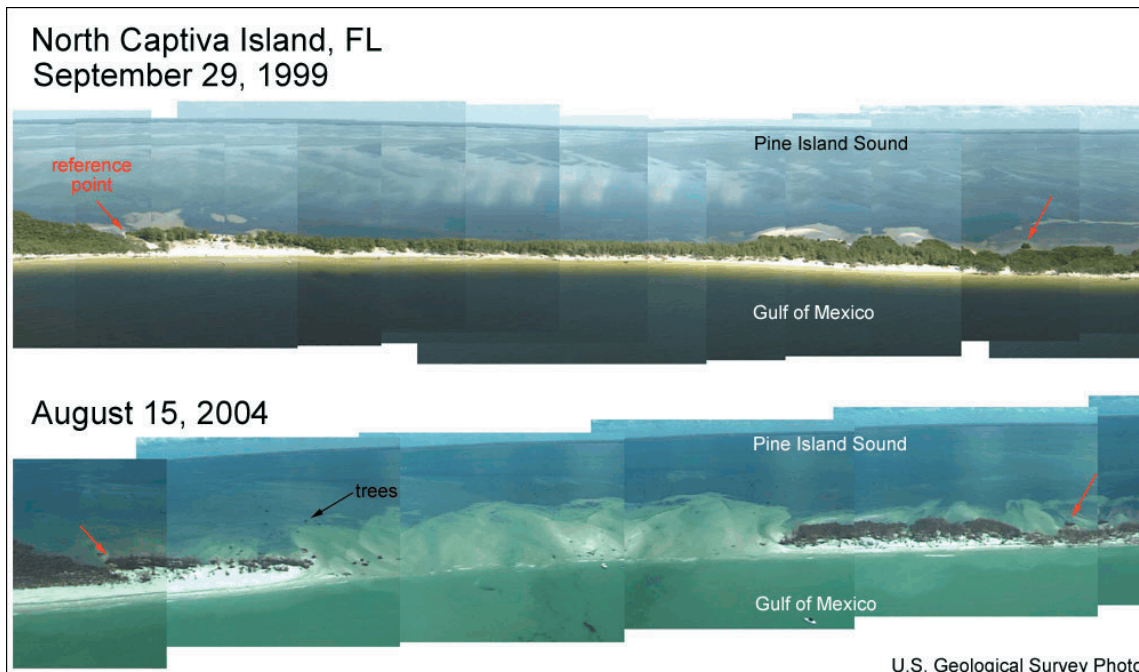 North Captiva Island, FL
September 29, 1999
Pine Island Sound
reference
point
Gulf of Mexico
August 15, 2004
Pine Island Sound
trees
Gulf of Mexico
U.S. Geological Survey Photo